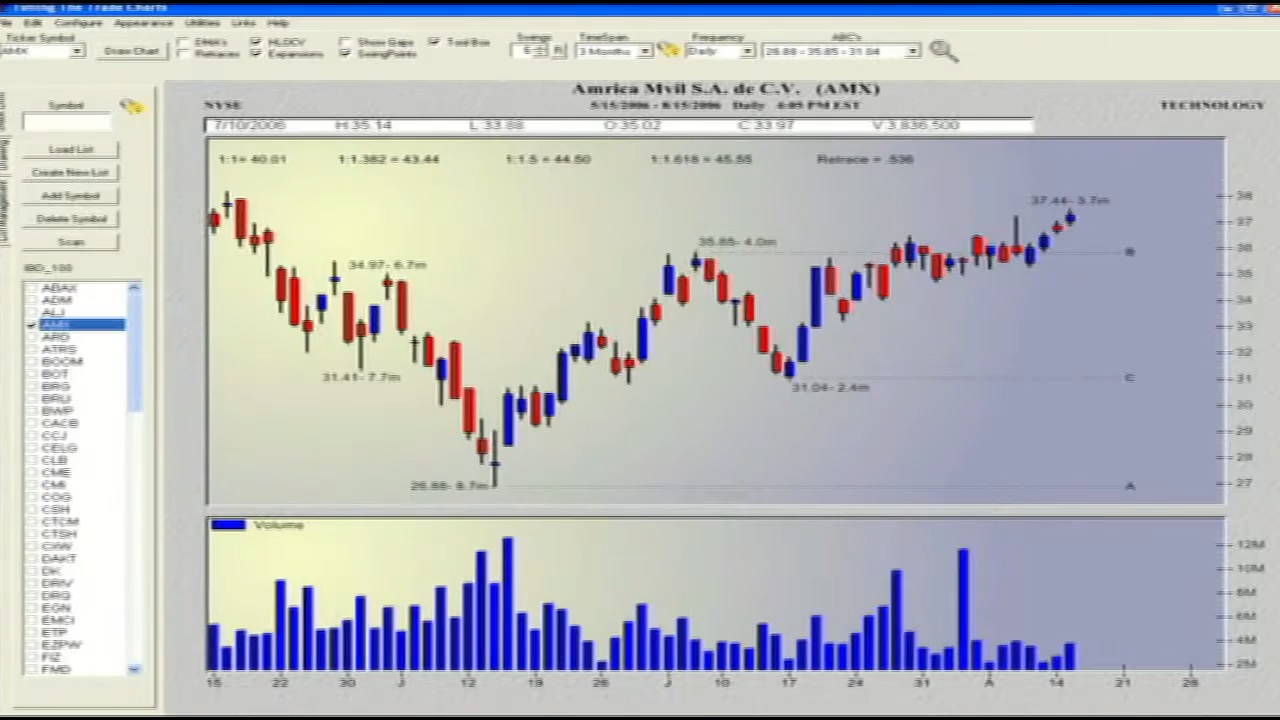 Timing The Trade Charts
File Edit Configure Appearance Utilities Links Help
Ticker Symbol
AMX
Draw Chart
DMA's
Retraces
HLOCV
Expansions
Show Gaps
SwingPoints
Tool Box
Swings
5
R
TimeSpan
3 Months
Frequency
Daily
ABC's
26.88 - 35.85 - 31.04
Symbol
Load List
Create New List
Add Symbol
Delete Symbol
Scan
IBD_100
ABAX
ADM
ALJ
AMX
ARD
ATRS
BOOM
BOT
BRG
BRU
BWP
CACB
CCJ
CELG
CLB
CME
CMI
COG
CSH
CTCM
CTSH
CXW
DAKT
DK
DRIV
DRQ
EGN
EMCI
ETP
EZPW
FIZ
FMD
Amrica Mvil S.A. de C.V. (AMX)
NYSE
5/15/2006 - 8/15/2006 Daily 4:05 PM EST
TECHNOLOGY
7/10/2006 H:35.14 L 33.88 O:35.02 C:33.97 V:3,836,500
1:1= 40.01 1:1.382 = 43.44 1:1.5 = 44.50 1:1.618 = 45.55 Retrace = .536
37.44- 3.7m
35.85- 4.0m
34.97- 6.7m
31.41- 7.7m
31.04- 2.4m
26.88- 8.7m
B
C
A
38
37
36
35
34
33
32
31
30
29
28
27
Volume
12M
10M
8M
6M
4M
2M
15 22 30 J 12 19 26 J 10 17 24 31 A 14 21 28